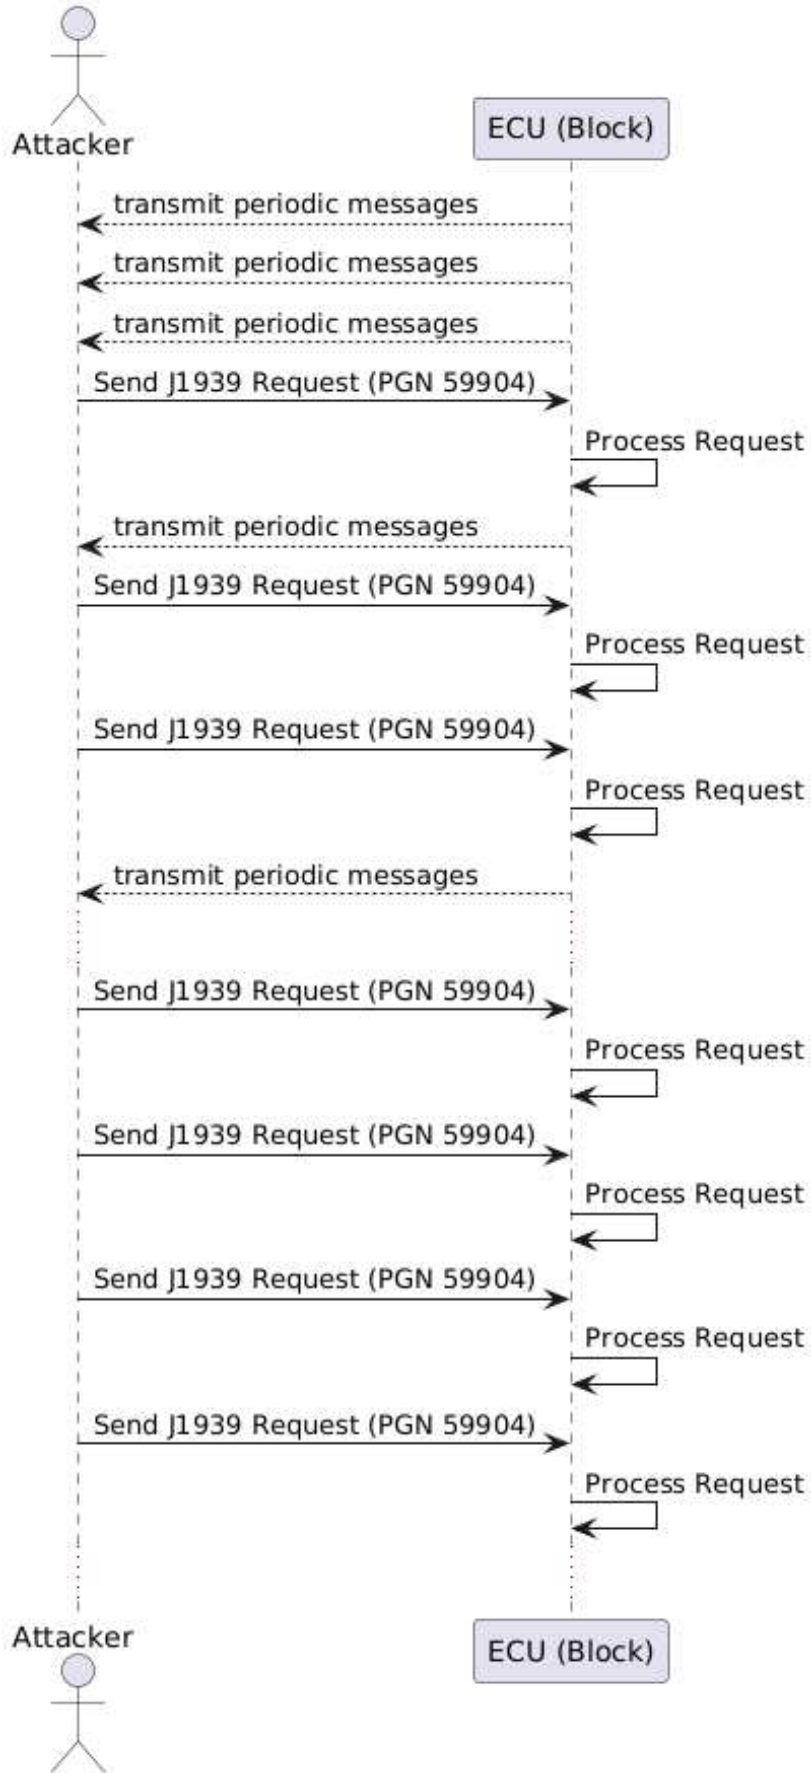 Attacker
ECU (Block)
transmit periodic messages
transmit periodic messages
transmit periodic messages
Send J1939 Request (PGN 59904)
Process Request
transmit periodic messages
Send J1939 Request (PGN 59904)
Process Request
Send J1939 Request (PGN 59904)
Process Request
transmit periodic messages
Send J1939 Request (PGN 59904)
Process Request
Send J1939 Request (PGN 59904)
Process Request
Send J1939 Request (PGN 59904)
Process Request
Send J1939 Request (PGN 59904)
Process Request
Attacker
ECU (Block)